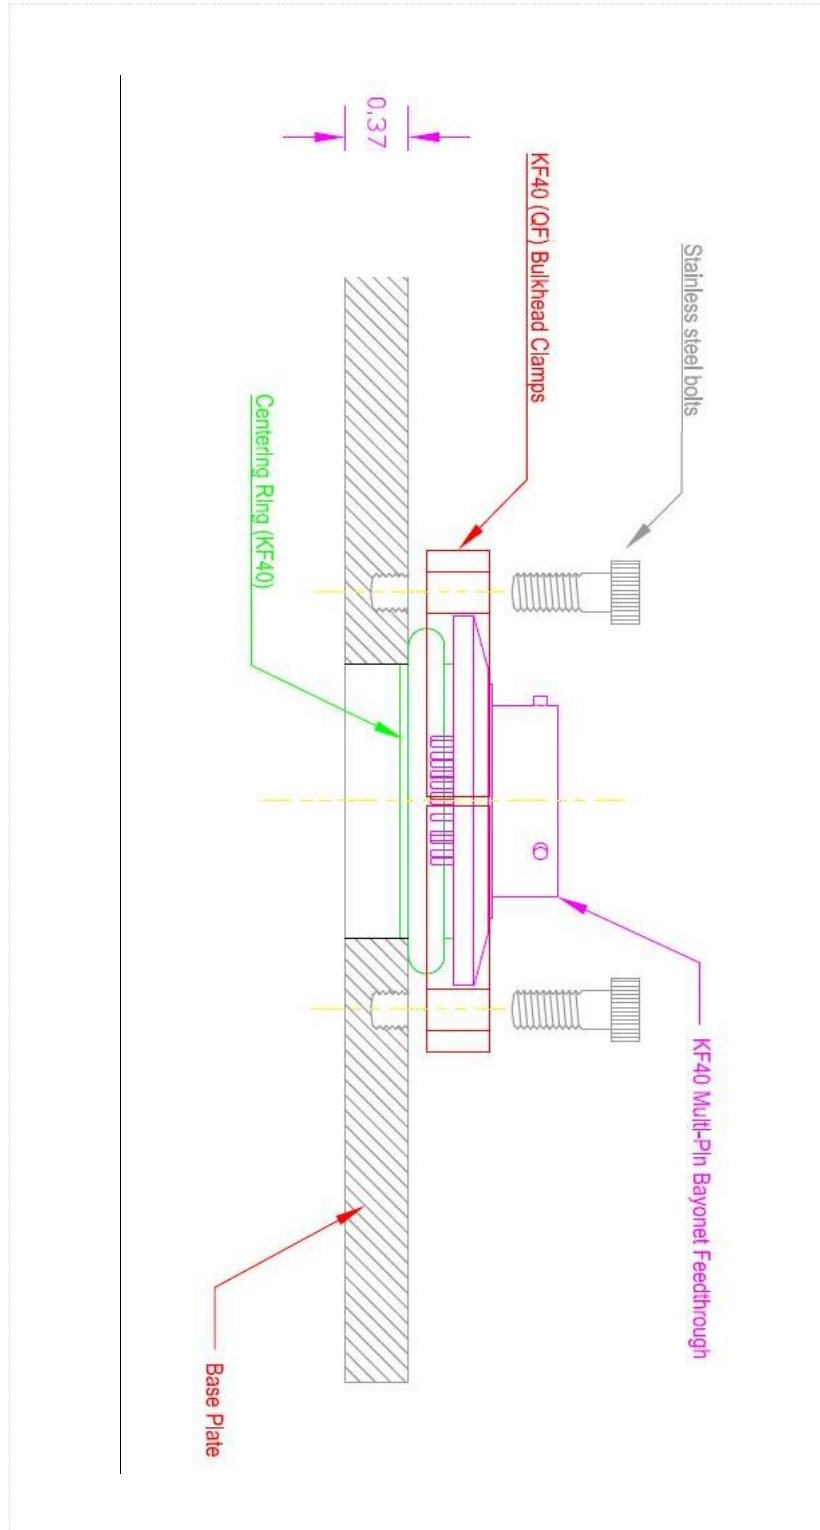 Stainless steel bolts
KF40 Multi-Pin Bayonet Feedthrough
KF40 (QF) Bulkhead Clamps
0.37
Centering Ring (KF40)
Base Plate